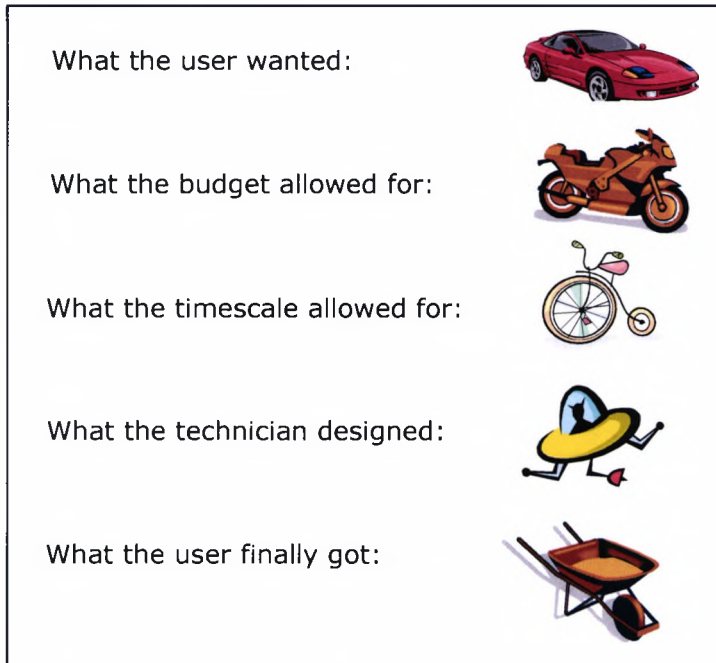 What the user wanted:
What the budget allowed for:
What the timescale allowed for:
What the technician designed:
What the user finally got: